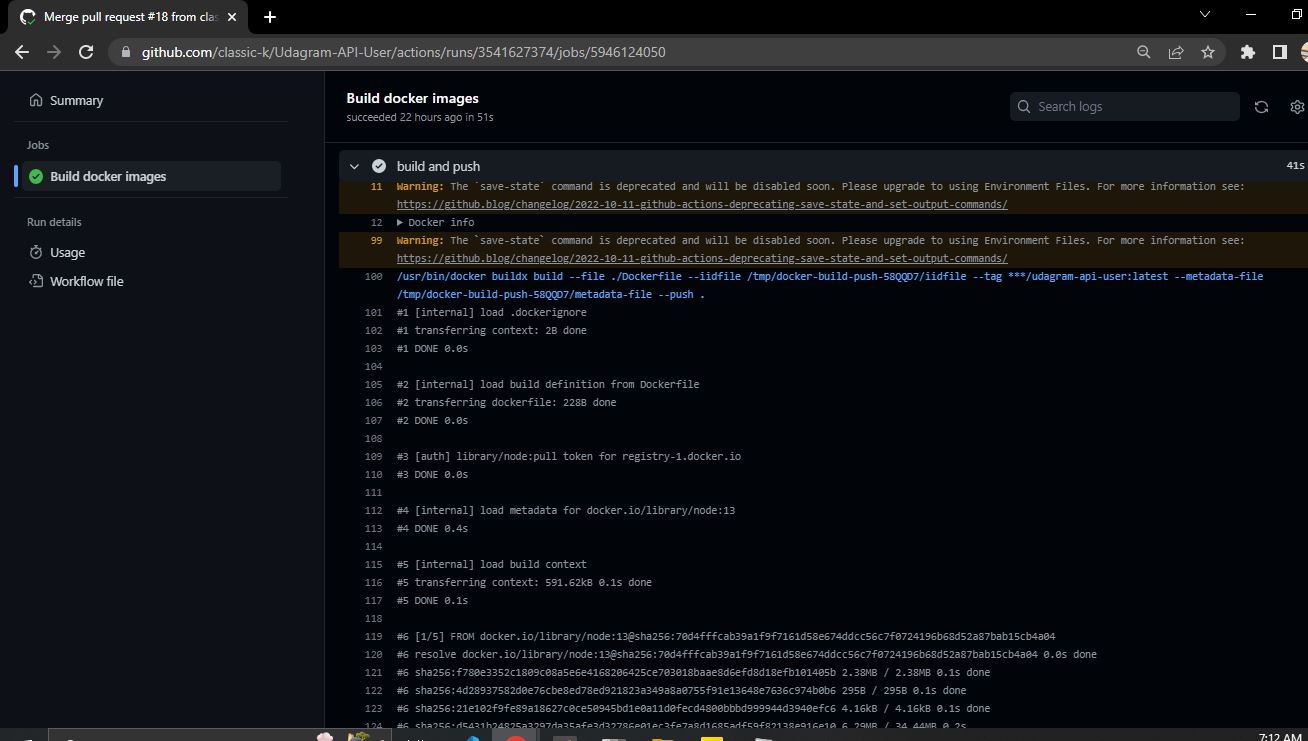 Merge pull request #18 from clas
github.com/classic-k/Udagram-API-User/actions/runs/3541627374/jobs/5946124050
Summary
Jobs
Build docker images
Run details
Usage
Workflow file
Build docker images
succeeded 22 hours ago in 51s
Search logs
build and push
41s
11 Warning: The `save-state` command is deprecated and will be disabled soon. Please upgrade to using Environment Files. For more information see:
https://github.blog/changelog/2022-10-11-github-actions-deprecating-save-state-and-set-output-commands/
12 ▶ Docker info
99 Warning: The `save-state` command is deprecated and will be disabled soon. Please upgrade to using Environment Files. For more information see:
https://github.blog/changelog/2022-10-11-github-actions-deprecating-save-state-and-set-output-commands/
100 /usr/bin/docker buildx build --file ./Dockerfile --iidfile /tmp/docker-build-push-58QQD7/iidfile --tag ***/udagram-api-user:latest --metadata-file
/tmp/docker-build-push-58QQD7/metadata-file --push .
101 #1 [internal] load .dockerignore
102 #1 transferring context: 2B done
103 #1 DONE 0.0s
104
105 #2 [internal] load build definition from Dockerfile
106 #2 transferring dockerfile: 228B done
107 #2 DONE 0.0s
108
109 #3 [auth] library/node:pull token for registry-1.docker.io
110 #3 DONE 0.0s
111
112 #4 [internal] load metadata for docker.io/library/node:13
113 #4 DONE 0.4s
114
115 #5 [internal] load build context
116 #5 transferring context: 591.62kB 0.1s done
117 #5 DONE 0.1s
118
119 #6 [1/5] FROM docker.io/library/node:13@sha256:70d4fffcab39a1f9f7161d58e674ddcc56c7f0724196b68d52a87bab15cb4a04
120 #6 resolve docker.io/library/node:13@sha256:70d4fffcab39a1f9f7161d58e674ddcc56c7f0724196b68d52a87bab15cb4a04 0.0s done
121 #6 sha256:f780e3352c1809c08a5e6e4168206425ce703018baae8d6efd8d18efb101405b 2.38MB / 2.38MB 0.1s done
122 #6 sha256:4d28937582d0e76cbe8ed78ed921823a349a8a0755f91e13648e7636c974b0b6 295B / 295B 0.1s done
123 #6 sha256:21e102f9fe89a18627c0ce50945bd1e0a11d0fecd4800bbbd999944d3940efc6 4.16kB / 4.16kB 0.1s done
124 #6 sha256:d5431b24825a3297da35afe3d32786e01ec3fe7a8d1685adf59f82138e916e10 6.29MB / 34.44MB 0.2s
7:12 AM